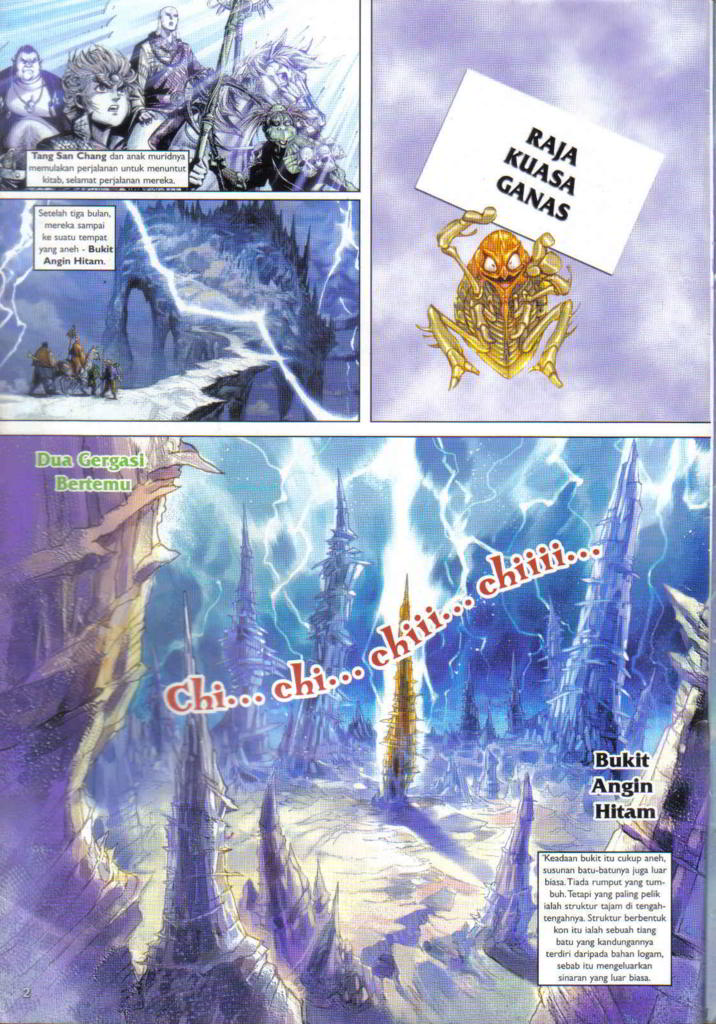 Tang San Chang dan anak muridnya
memulakan perjalanan untuk menuntut
kitab, selamat perjalanan mereka.
Setelah tiga bulan,
mereka sampai
ke suatu tempat
yang aneh - Bukit
Angin Hitam.
RAJA
KUASA
GANAS
Dua Gergasi
Bertemu
Chi... chi... chiii... chiiii...
Bukit
Angin
Hitam
Keadaan bukit itu cukup aneh,
susunan batu-batunya juga luar
biasa. Tiada rumput yang tum-
buh. Tetapi yang paling pelik
ialah struktur tajam di tengah-
tengahnya. Struktur berbentuk
kon itu ialah sebuah tiang
batu yang kandungannya
terdiri daripada bahan logam,
sebab itu mengeluarkan
sinaran yang luar biasa.
2